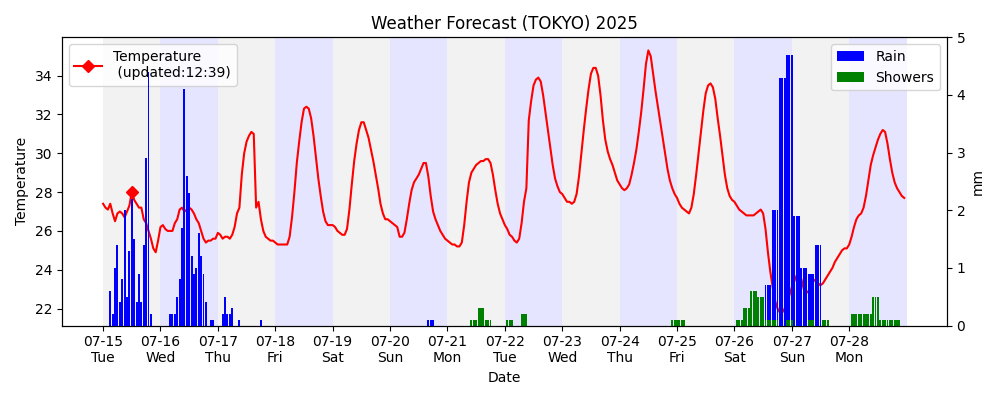 Weather Forecast (TOKYO) 2025
Temperature
(updated:12:39)
Rain
Showers
Temperature
34
32
30
28
26
24
22
5
4
3
2
1
0
mm
07-15 07-16 07-17 07-18 07-19 07-20 07-21 07-22 07-23 07-24 07-25 07-26 07-27 07-28
Tue Wed Thu Fri Sat Sun Mon Tue Wed Thu Fri Sat Sun Mon
Date